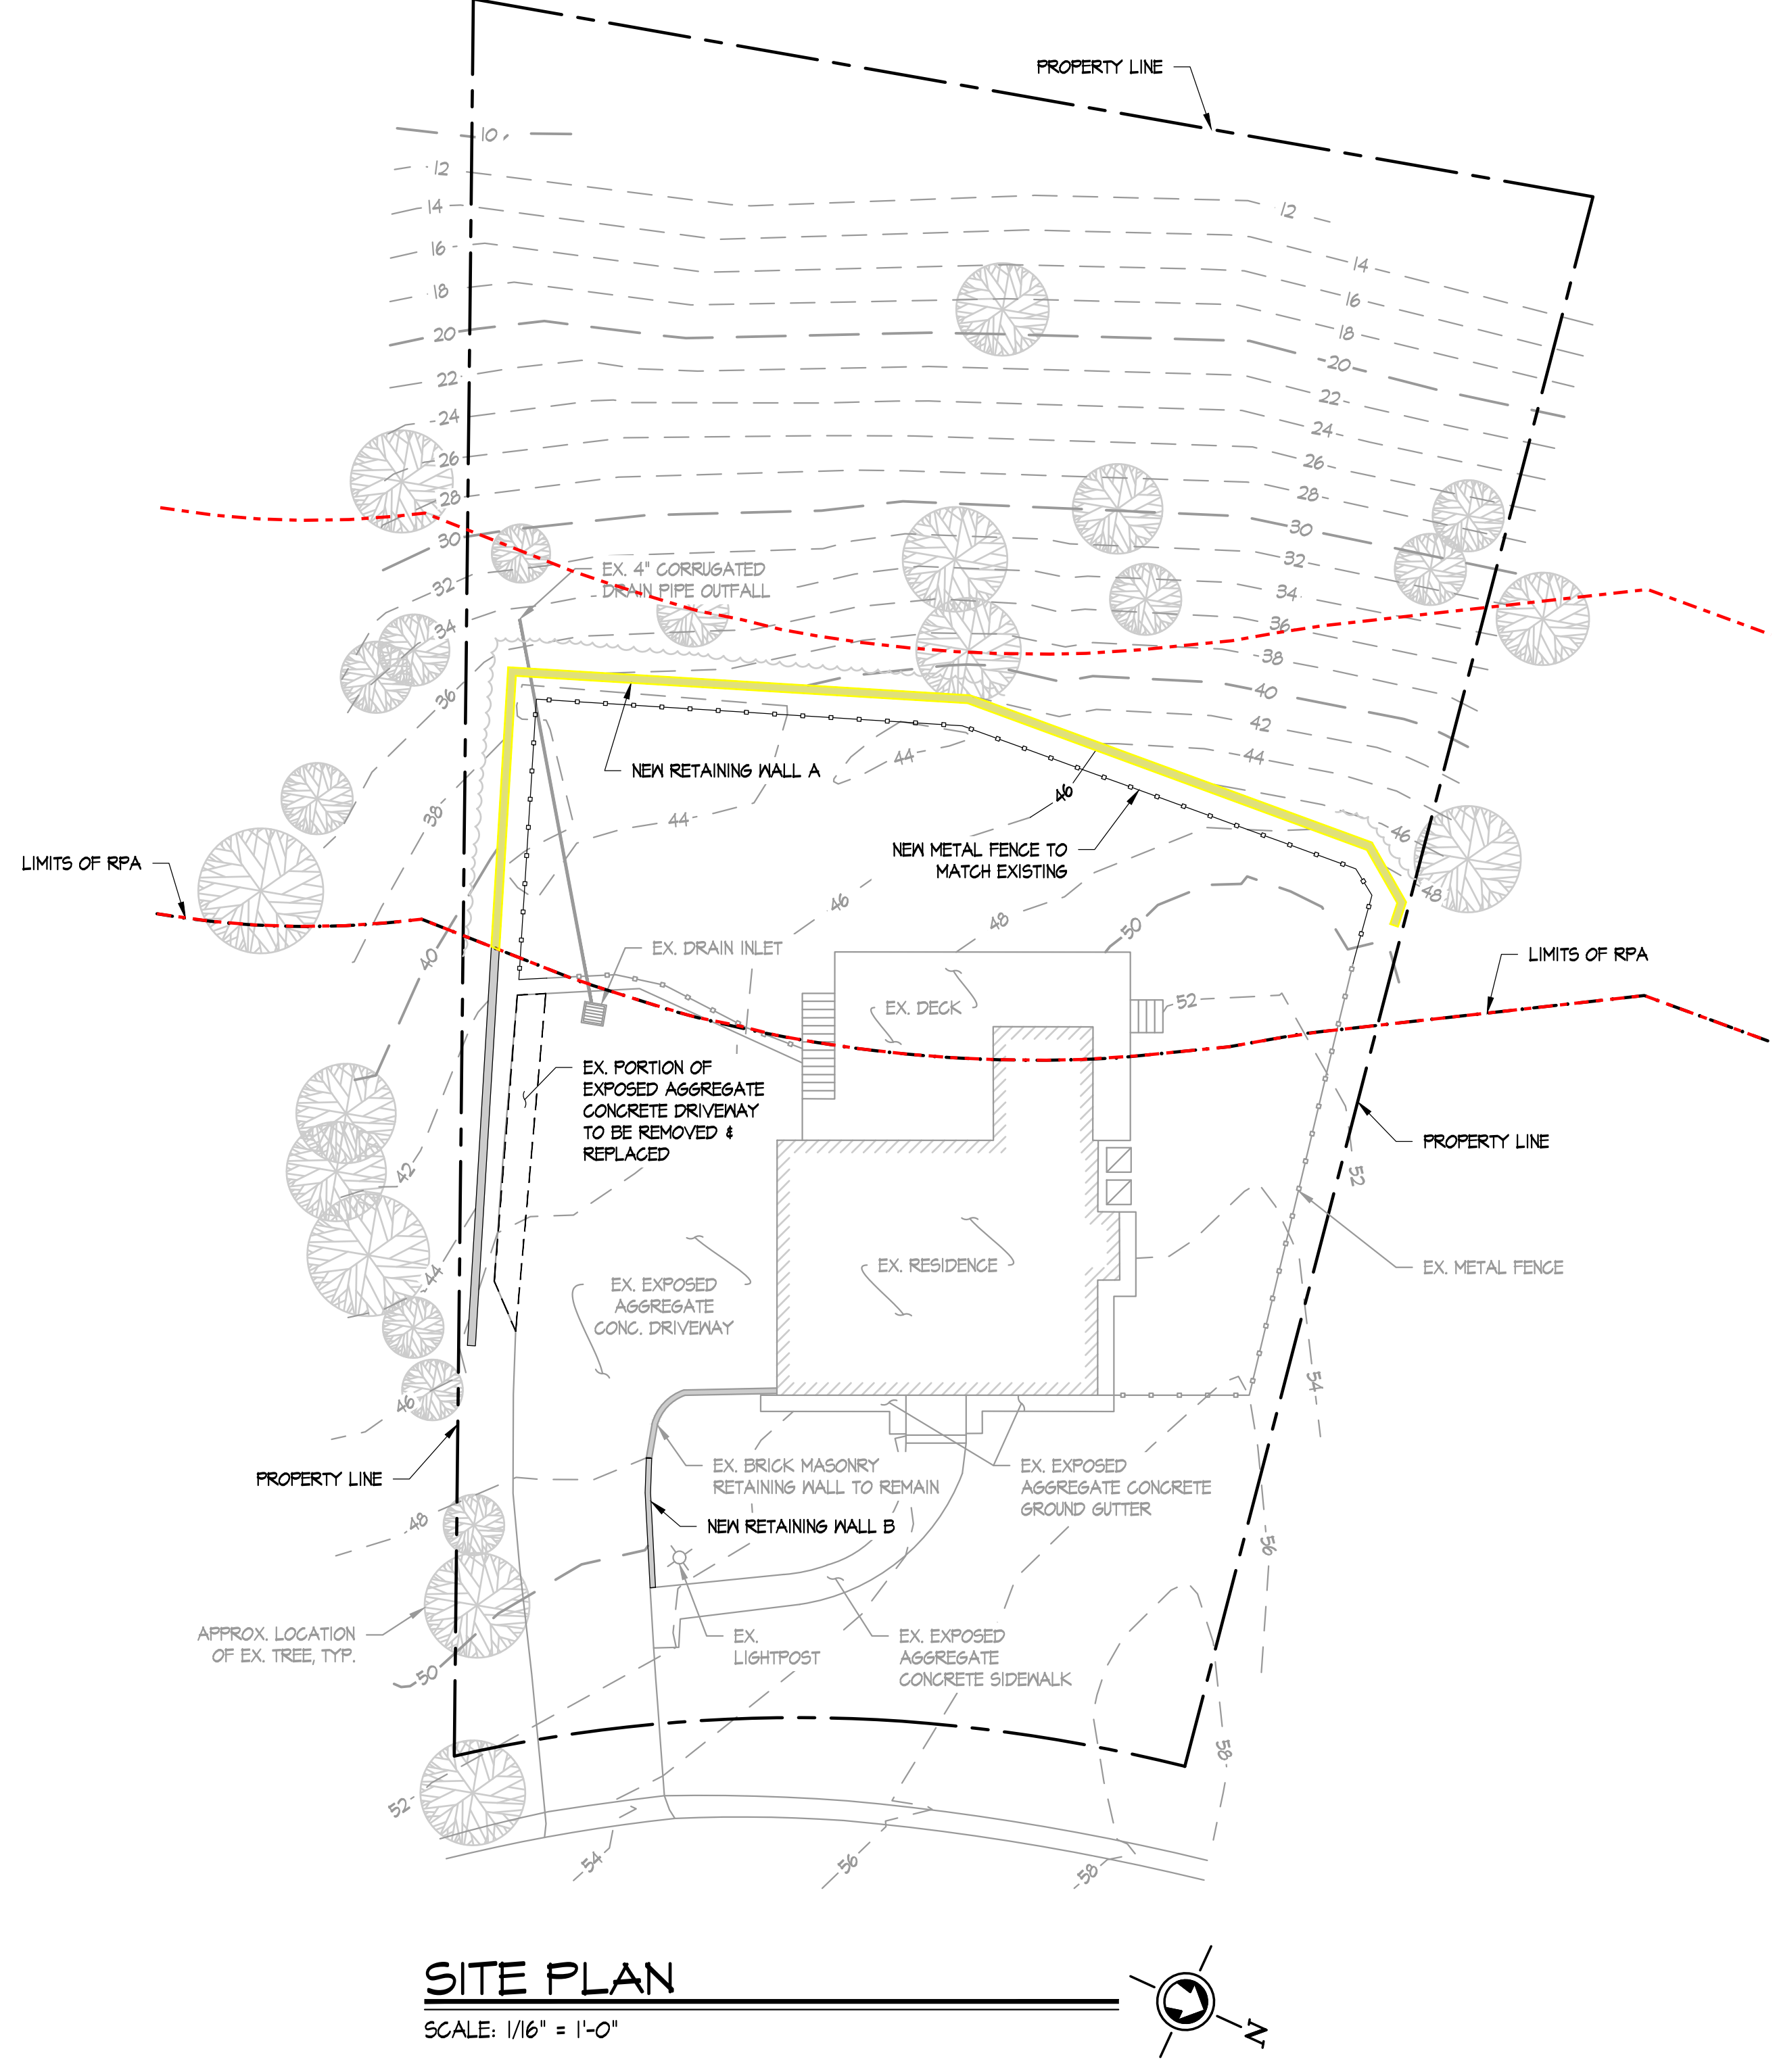 PROPERTY LINE
10
12
14
16
18
20
22
24
26
28
30
32
34
36
38
40
42
44
46
48
50
52
12
14
16
18
20
22
24
26
28
30
32
34
36
38
40
42
44
46
48
EX. 4" CORRUGATED
DRAIN PIPE OUTFALL
NEW RETAINING WALL A
44
44
46
46
48
50
NEW METAL FENCE TO
MATCH EXISTING
LIMITS OF RPA
EX. DRAIN INLET
LIMITS OF RPA
EX. DECK
52
EX. PORTION OF
EXPOSED AGGREGATE
CONCRETE DRIVEWAY
TO BE REMOVED &
REPLACED
PROPERTY LINE
52
EX. RESIDENCE
EX. METAL FENCE
EX. EXPOSED
AGGREGATE
CONC. DRIVEWAY
54
PROPERTY LINE
EX. BRICK MASONRY
RETAINING WALL TO REMAIN
EX. EXPOSED
AGGREGATE CONCRETE
GROUND GUTTER
NEW RETAINING WALL B
56
APPROX. LOCATION
OF EX. TREE, TYP.
EX.
LIGHTPOST
EX. EXPOSED
AGGREGATE
CONCRETE SIDEWALK
58
54
56
58
SITE PLAN
SCALE: 1/16" = 1'-0"
N